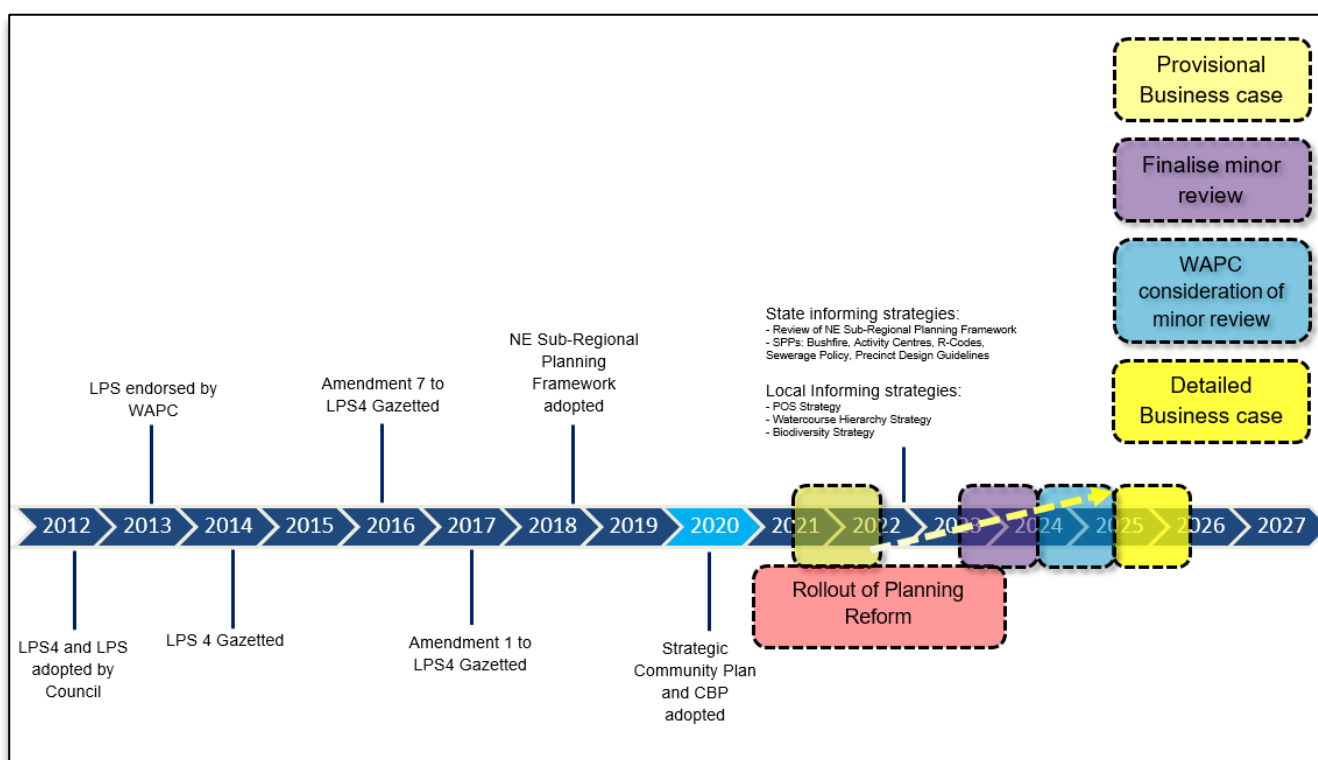 Provisional
Business case
Finalise minor
review
WAPC
consideration of
minor review
Detailed
Business case
State informing strategies:
- Review of NE Sub-Regional Planning Framework
- SPPs: Bushfire, Activity Centres, R-Codes,
Sewerage Policy, Precinct Design Guidelines
Local Informing strategies:
- POS Strategy
- Watercourse Hierarchy Strategy
- Biodiversity Strategy
NE Sub-Regional
Planning
Framework
adopted
Amendment 7 to
LPS4 Gazetted
LPS endorsed by
WAPC
2012 2013 2014 2015 2016 2017 2018 2019 2020 2021 2022 2023 2024 2025 2026 2027
Rollout of Planning
Reform
LPS4 and LPS
adopted by
Council
LPS 4 Gazetted
Amendment 1 to
LPS4 Gazetted
Strategic
Community Plan
and CBP
adopted